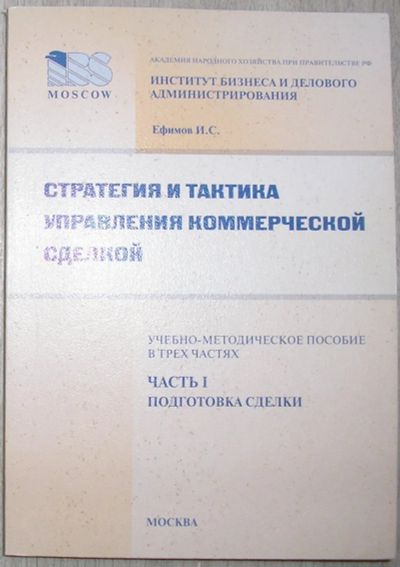 IBS
MOSCOW
АКАДЕМИЯ НАРОДНОГО ХОЗЯЙСТВА ПРИ ПРАВИТЕЛЬСТВЕ РФ
ИНСТИТУТ БИЗНЕСА И ДЕЛОВОГО
АДМИНИСТРИРОВАНИЯ
Ефимов И.С.
СТРАТЕГИЯ И ТАКТИКА
УПРАВЛЕНИЯ КОММЕРЧЕСКОЙ
СДЕЛКОЙ
УЧЕБНО-МЕТОДИЧЕСКОЕ ПОСОБИЕ
В ТРЕХ ЧАСТЯХ
ЧАСТЬ I
ПОДГОТОВКА СДЕЛКИ
МОСКВА